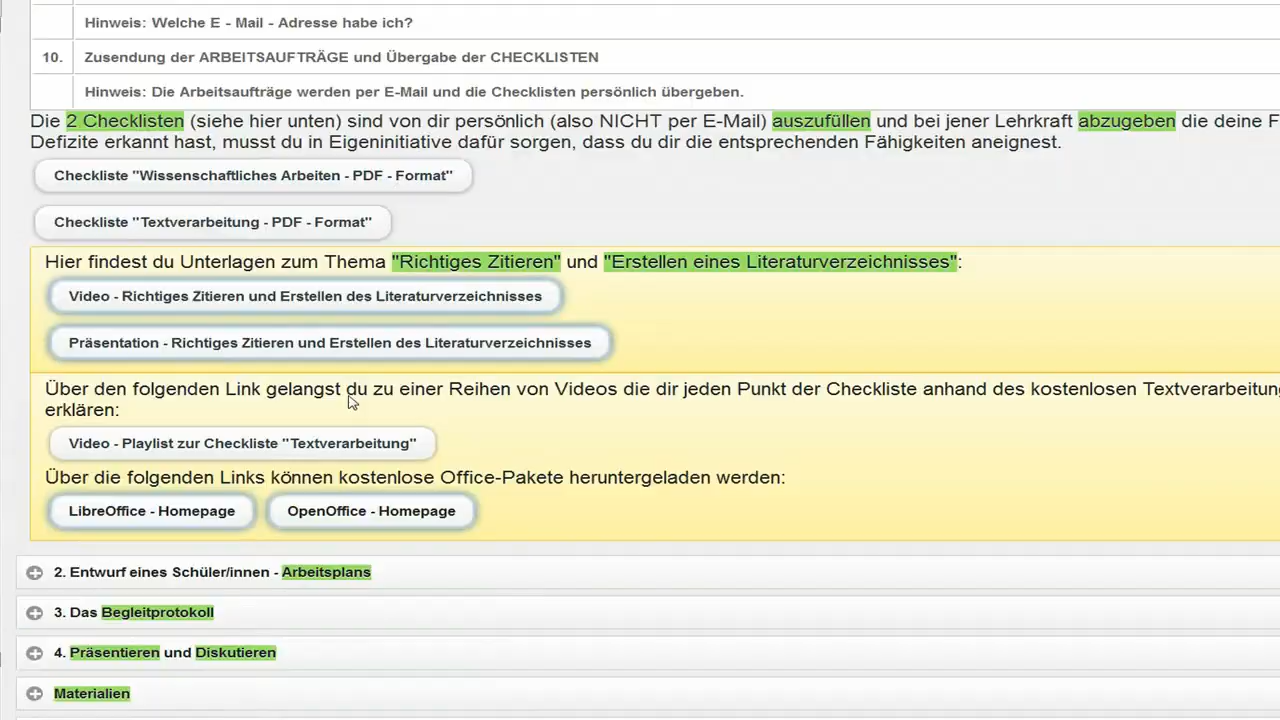 Hinweis: Welche E - Mail - Adresse habe ich?
10. Zusendung der ARBEITSAUFTRÄGE und Übergabe der CHECKLISTEN
Hinweis: Die Arbeitsaufträge werden per E-Mail und die Checklisten persönlich übergeben.
Die 2 Checklisten (siehe hier unten) sind von dir persönlich (also NICHT per E-Mail) auszufüllen und bei jener Lehrkraft abzugeben die deine F
Defizite erkannt hast, musst du in Eigeninitiative dafür sorgen, dass du dir die entsprechenden Fähigkeiten aneignest.
Checkliste "Wissenschaftliches Arbeiten - PDF - Format"
Checkliste "Textverarbeitung - PDF - Format"
Hier findest du Unterlagen zum Thema "Richtiges Zitieren" und "Erstellen eines Literaturverzeichnisses":
Video - Richtiges Zitieren und Erstellen des Literaturverzeichnisses
Präsentation - Richtiges Zitieren und Erstellen des Literaturverzeichnisses
Über den folgenden Link gelangst du zu einer Reihen von Videos die dir jeden Punkt der Checkliste anhand des kostenlosen Textverarbeitung
erklären:
Video - Playlist zur Checkliste "Textverarbeitung"
Über die folgenden Links können kostenlose Office-Pakete heruntergeladen werden:
LibreOffice - Homepage OpenOffice - Homepage
2. Entwurf eines Schüler/innen - Arbeitsplans
3. Das Begleitprotokoll
4. Präsentieren und Diskutieren
Materialien